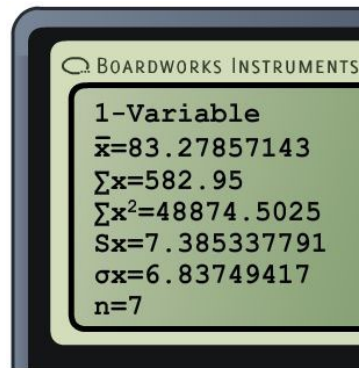 BOARDWORKS INSTRUMENTS
1-Variable
x̅=83.27857143
∑x=582.95
∑x²=48874.5025
Sx=7.385337791
σx=6.83749417
n=7